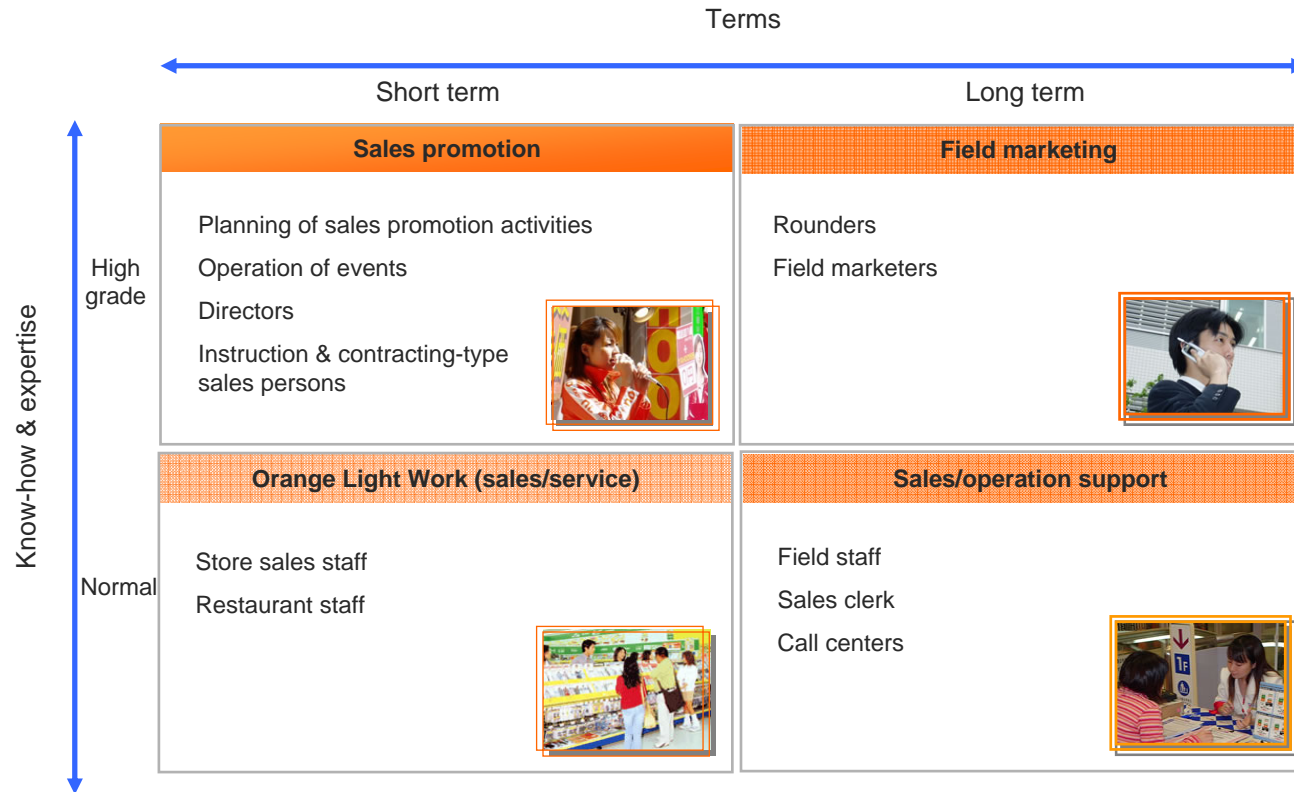 Terms
Short term
Long term
Know-how & expertise
High
grade
Sales promotion
Planning of sales promotion activities
Operation of events
Directors
Instruction & contracting-type
sales persons
Field marketing
Rounders
Field marketers
Normal
Orange Light Work (sales/service)
Store sales staff
Restaurant staff
Sales/operation support
Field staff
Sales clerk
Call centers
1F